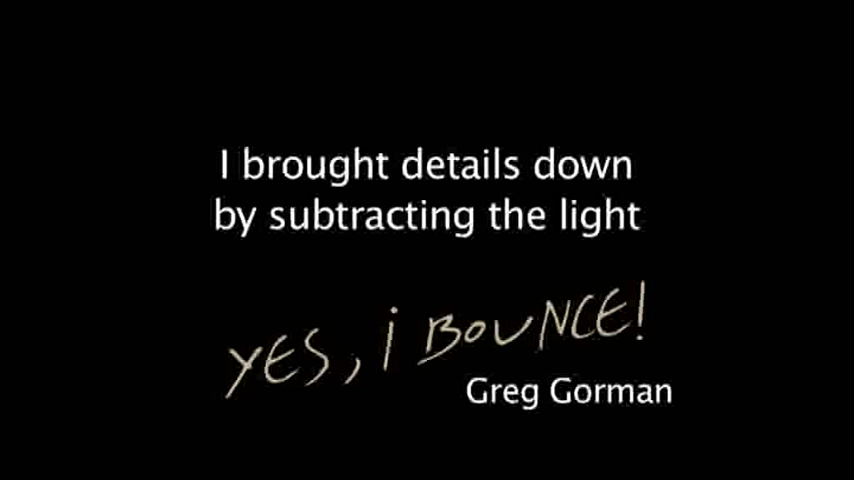 I brought details down
by subtracting the light
YES, i BOUNCE!
Greg Gorman